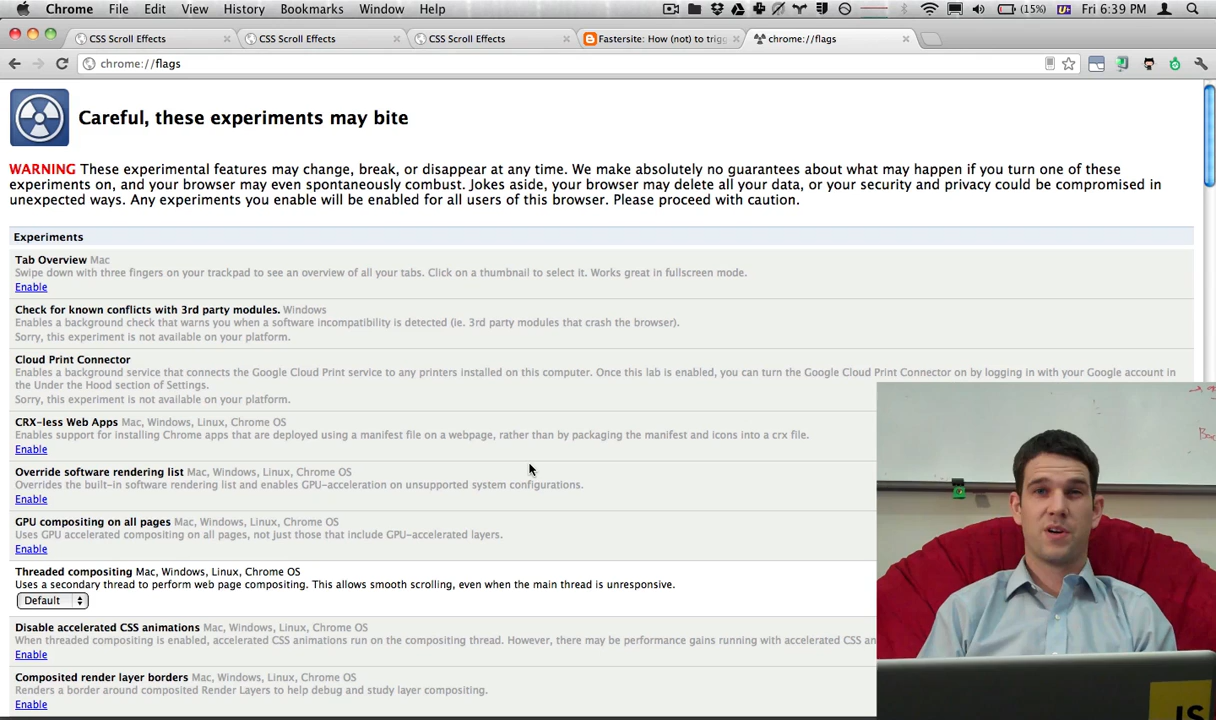 Chrome File Edit View History Bookmarks Window Help (15%) Fri 6:39 PM
CSS Scroll Effects CSS Scroll Effects CSS Scroll Effects Fastersite: How (not) to trigg chrome://flags
chrome://flags
Careful, these experiments may bite
WARNING These experimental features may change, break, or disappear at any time. We make absolutely no guarantees about what may happen if you turn one of these
experiments on, and your browser may even spontaneously combust. Jokes aside, your browser may delete all your data, or your security and privacy could be compromised in
unexpected ways. Any experiments you enable will be enabled for all users of this browser. Please proceed with caution.
Experiments
Tab Overview Mac
Swipe down with three fingers on your trackpad to see an overview of all your tabs. Click on a thumbnail to select it. Works great in fullscreen mode.
Enable
Check for known conflicts with 3rd party modules. Windows
Enables a background check that warns you when a software incompatibility is detected (ie. 3rd party modules that crash the browser).
Sorry, this experiment is not available on your platform.
Cloud Print Connector
Enables a background service that connects the Google Cloud Print service to any printers installed on this computer. Once this lab is enabled, you can turn the Google Cloud Print Connector on by logging in with your Google account in
the Under the Hood section of Settings.
Sorry, this experiment is not available on your platform.
CRX-less Web Apps Mac, Windows, Linux, Chrome OS
Enables support for installing Chrome apps that are deployed using a manifest file on a webpage, rather than by packaging the manifest and icons into a crx file.
Enable
Override software rendering list Mac, Windows, Linux, Chrome OS
Overrides the built-in software rendering list and enables GPU-acceleration on unsupported system configurations.
Enable
GPU compositing on all pages Mac, Windows, Linux, Chrome OS
Uses GPU accelerated compositing on all pages, not just those that include GPU-accelerated layers.
Enable
Threaded compositing Mac, Windows, Linux, Chrome OS
Uses a secondary thread to perform web page compositing. This allows smooth scrolling, even when the main thread is unresponsive.
Default
Disable accelerated CSS animations Mac, Windows, Linux, Chrome OS
When threaded compositing is enabled, accelerated CSS animations run on the compositing thread. However, there may be performance gains running with accelerated CSS an
Enable
Composited render layer borders Mac, Windows, Linux, Chrome OS
Renders a border around composited Render Layers to help debug and study layer compositing.
Enable
JS